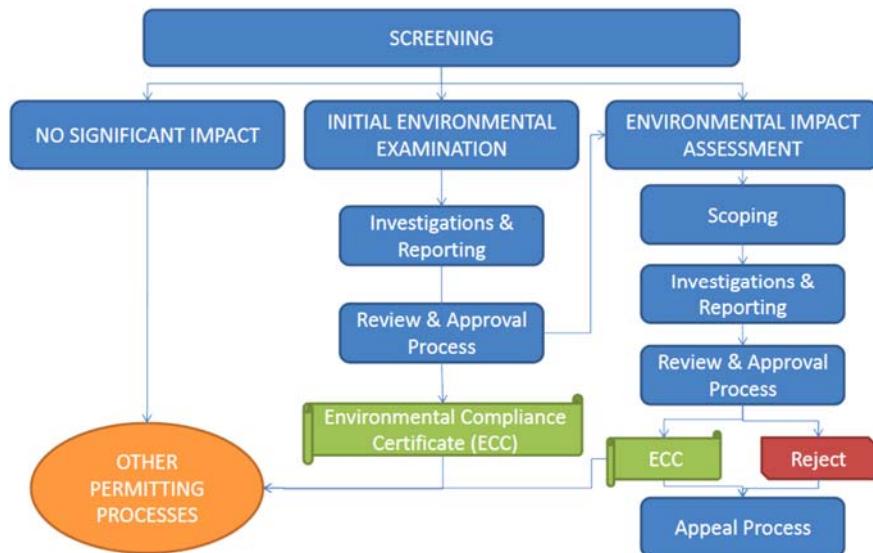 SCREENING
NO SIGNIFICANT IMPACT
INITIAL ENVIRONMENTAL
EXAMINATION
ENVIRONMENTAL IMPACT
ASSESSMENT
Investigations &
Reporting
Review & Approval
Process
Environmental Compliance
Certificate (ECC)
Scoping
Investigations &
Reporting
Review & Approval
Process
ECC
Reject
Appeal Process
OTHER
PERMITTING
PROCESSES